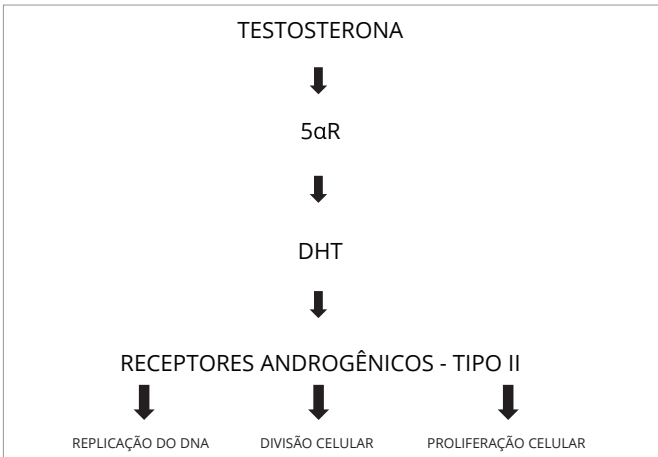 TESTOSTERONA
5αR
DHT
RECEPTORES ANDROGÊNICOS - TIPO II
REPLICAÇÃO DO DNA DIVISÃO CELULAR PROLIFERAÇÃO CELULAR